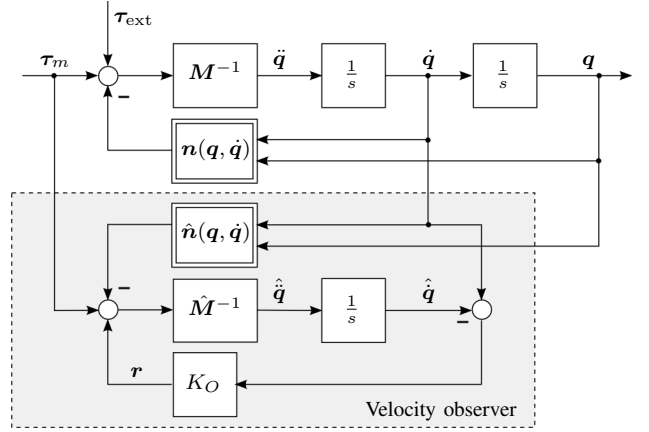 τ_ext
τ_m
M⁻¹
q̈
1/s
q̇
1/s
q
n(q, q̇)
n̂(q, q̇)
M̂⁻¹
q̈̂
1/s
q̇̂
r
K_O
Velocity observer